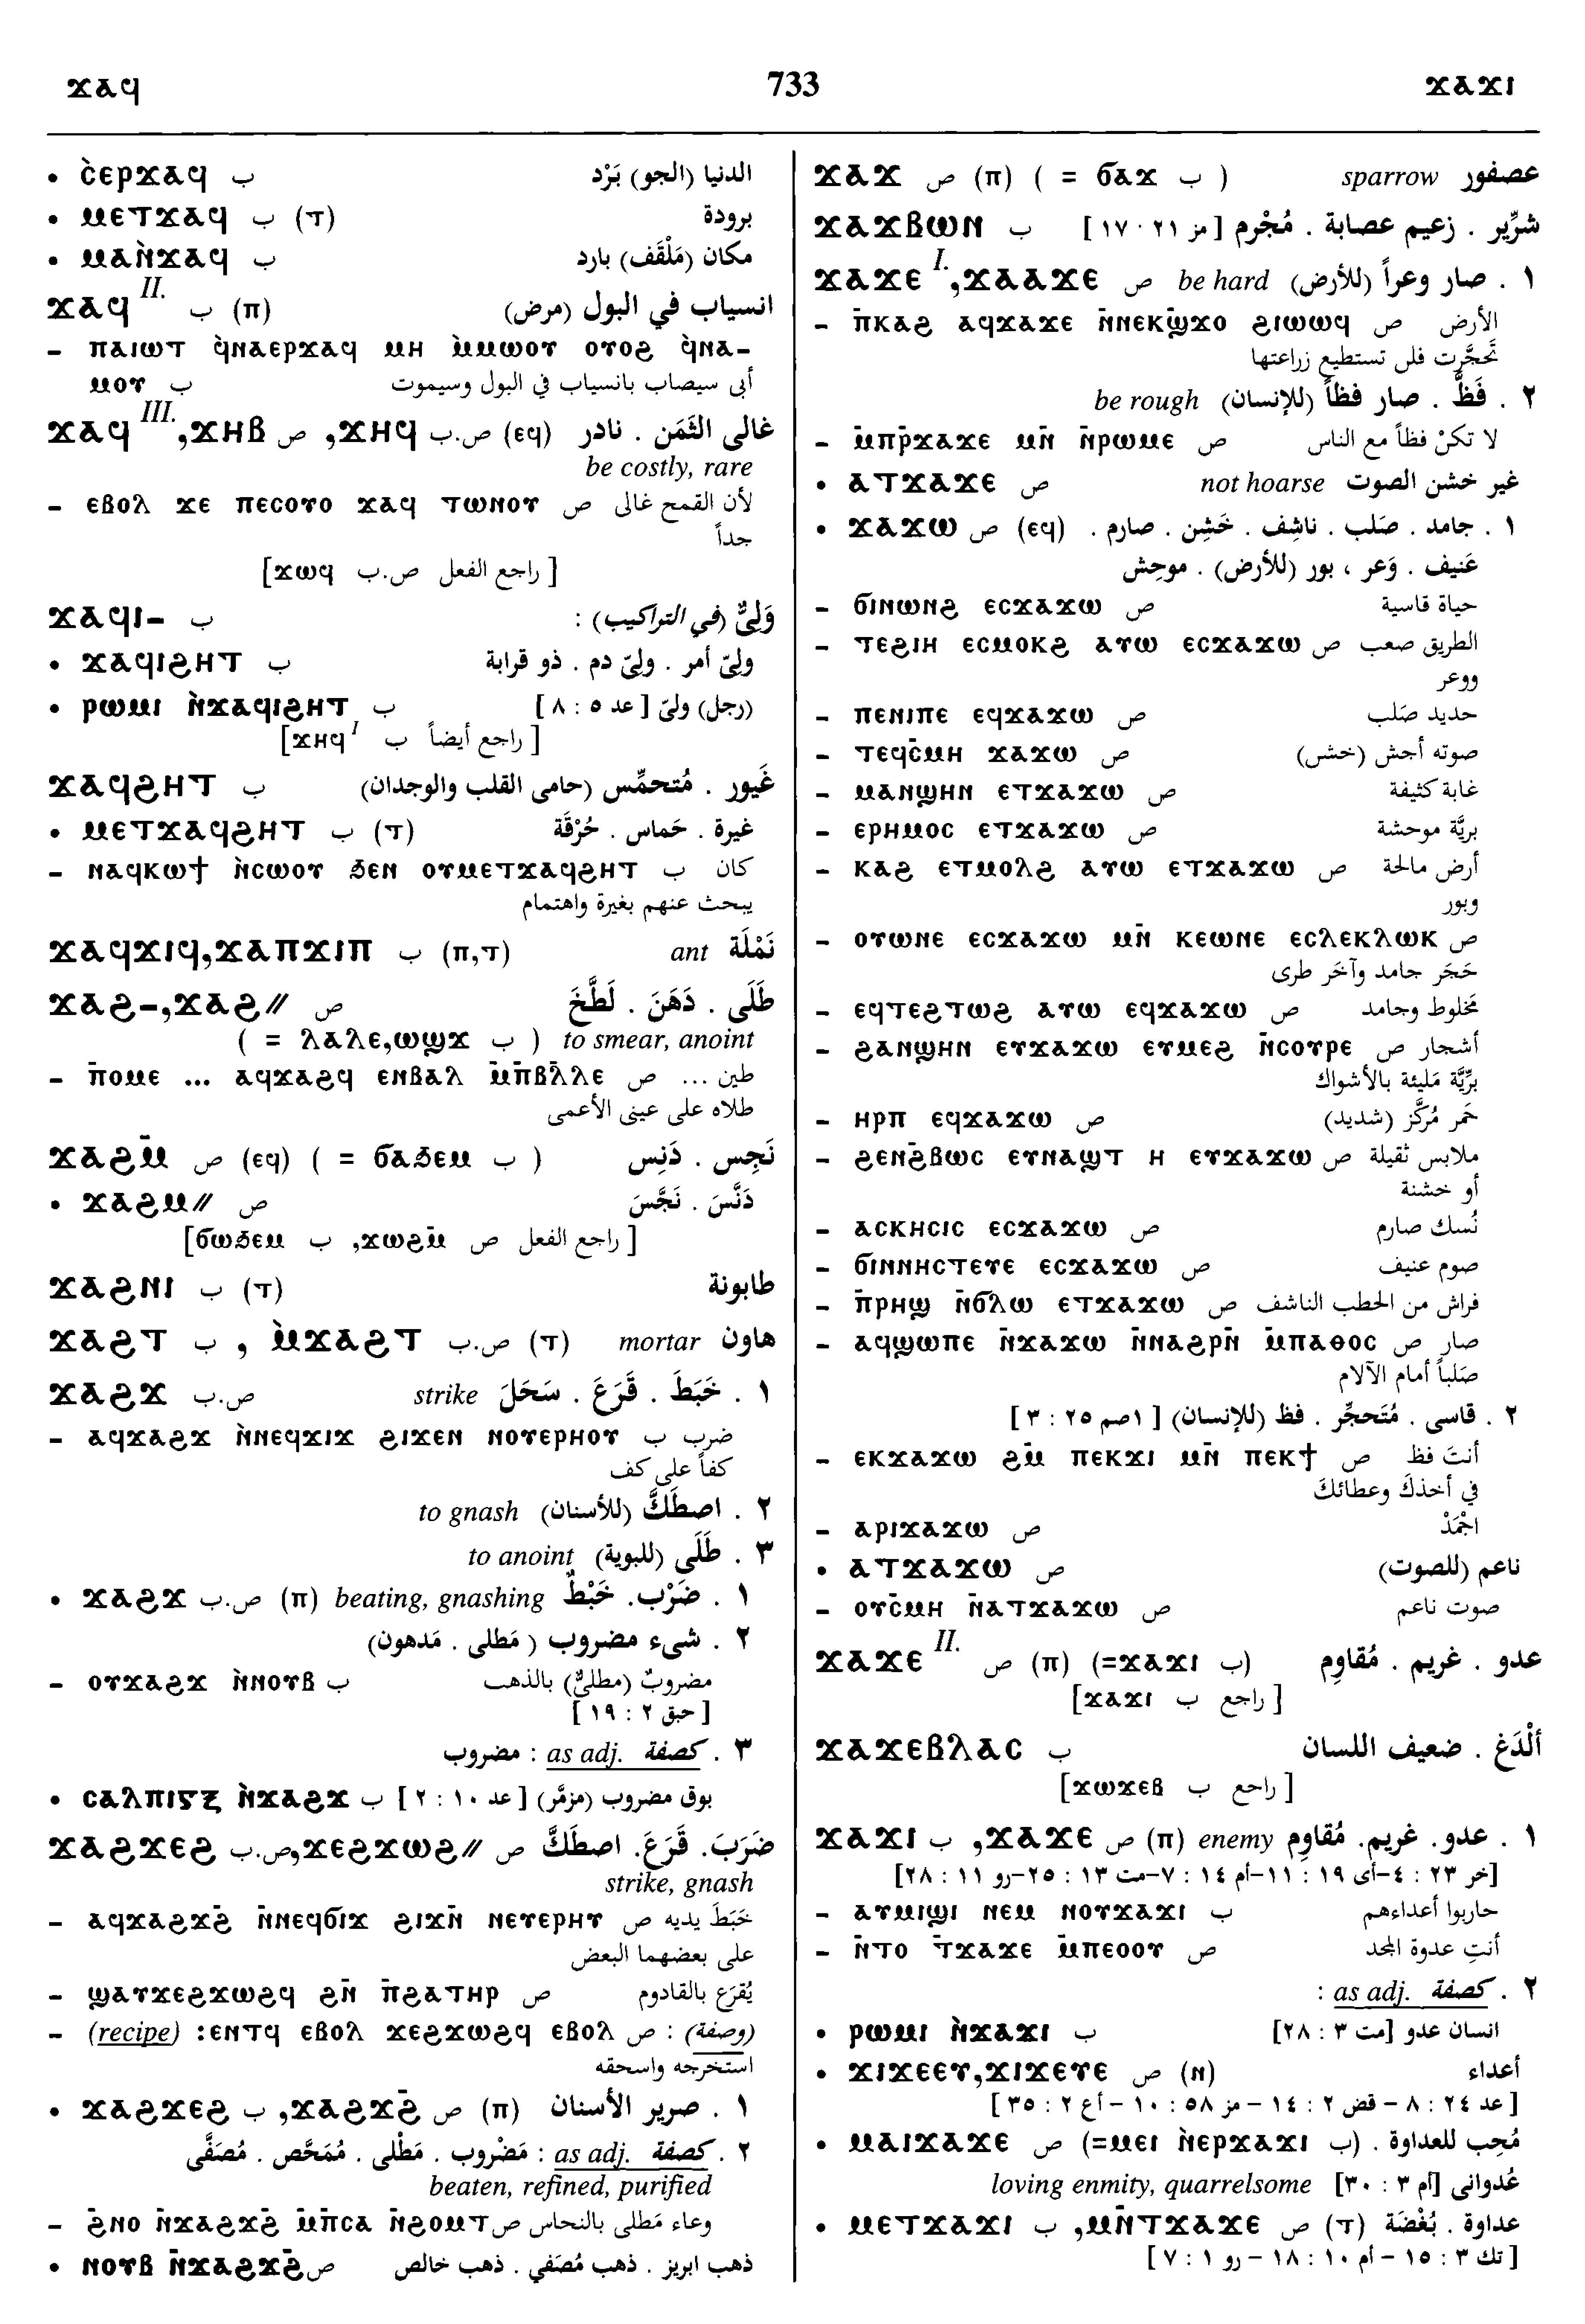 ϫⲁϥ 733 ϫⲁϫⲓ
• ⲥ̀ⲉⲣϫⲁϥ ب الدنيا (الجو) بَرْد
• ⲙⲉⲧϫⲁϥ ب (ⲧ) برودة
• ⲙⲁⲛ̀ϫⲁϥ ب مكان (مَلْقَف) بارد
ϫⲁϥ II. ب (ⲡ) انسياب في البول (مرض)
– ⲡⲁⲓⲱⲧ ϥ̀ⲛⲁⲉⲣϫⲁϥ ⲙⲏ ⲙ̀ⲙⲱⲟⲩ ⲟⲩⲟϩ ϥ̀ⲛⲁ–
ⲙⲟⲩ ب أبى سيصاب بانسياب في البول وسيموت
ϫⲁϥ III., ϫⲏⲃ ص, ϫⲏϥ ص.ب (ⲉϥ) غالى الثَّمَن . نادر
be costly, rare
– ⲉⲃⲟⲗ ϫⲉ ⲡⲉⲥⲟⲩⲟ ϫⲁϥ ⲧⲱⲛⲟⲩ ص لأن القمح غالى
جداً
[راجع الفعل ص.ب ϫⲱϥ]
ϫⲁϥⲓ– ب وَلِىٌّ (في التراكيب) :
• ϫⲁϥⲓϩⲏⲧ ب ولىّ أمر . ولىّ دم . ذو قرابة
• ⲣⲱⲙⲓ ⲛ̀ϫⲁϥⲓϩⲏⲧ ب (رجل) ولىّ [عد ٥ : ٨]
[راجع أيضاً ب ϫⲏϥ I]
ϫⲁϥϩⲏⲧ ب غَيور . مُتحمِّس (حامى القلب والوجدان)
• ⲙⲉⲧϫⲁϥϩⲏⲧ ب (ⲧ) غيرة . حَماس . حُرْقَة
– ⲛⲁϥⲕⲱϯ ⲛ̀ⲥⲱⲟⲩ ϧⲉⲛ ⲟⲩⲙⲉⲧϫⲁϥϩⲏⲧ ب كان
يبحث عنهم بغيرة واهتمام
ϫⲁϥϫⲓϥ,ϫⲁⲡϫⲓⲡ ب (ⲡ,ⲧ) ant نَمْلَة
ϫⲁϩ–,ϫⲁϩ// ص طَلَى . دَهَنَ . لَطَّخَ
( = ⲗⲁⲗⲉ,ⲱϣϫ ب ) to smear, anoint
– ⲡ̄ⲟⲙⲉ ... ⲁϥϫⲁϩϥ ⲉⲛⲃⲁⲗ ⲙ̄ⲡⲃ̄ⲗⲗⲉ ص طين ...
طلاه على عينى الأعمى
ϫⲁϩⲙ̄ ص (ⲉϥ) ( = ϭⲁϧⲉⲙ ب ) نَجِس . دَنِس
• ϫⲁϩⲙ// ص دَنَّسَ . نَجَّسَ
[راجع الفعل ص ϫⲱϩⲙ̄, ب ϭⲱϧⲉⲙ]
ϫⲁϩⲛⲓ ب (ⲧ) طابونة
ϫⲁϩⲧ ب , ⲙ̀ϫⲁϩⲧ ص.ب (ⲧ) mortar هاون
ϫⲁϩϫ ص.ب strike ١ . خَبَطَ . قَرَعَ . سَحَلَ
– ⲁϥϫⲁϩϫ ⲛ̀ⲛⲉϥϫⲓϫ ϩⲓϫⲉⲛ ⲛⲟⲩⲉⲣⲏⲟⲩ ب ضرب
كفاً على كف
٢ . اصطَكَّ (للأسنان) to gnash
٣ . طَلَى (للبوية) to anoint
• ϫⲁϩϫ ص.ب (ⲡ) beating, gnashing ١ . ضَرْب. خَبْطٌ
٢ . شىء مضروب (مَطلى . مَدهون)
– ⲟⲩϫⲁϩϫ ⲛ̀ⲛⲟⲩⲃ ب مضروبٌ (مطلىٌّ) بالذهب
[حبق ٢ : ١٩]
٣ . كصفة as adj. : مضروب
• ⲥⲁⲗⲡⲓⲅⲝ ⲛ̀ϫⲁϩϫ ب بوق مضروب (مزمَّر) [عد ١٠ : ٢]
ϫⲁϩϫⲉϩ ص.ب,ϫⲉϩϫⲱϩ// ص ضَرَبَ. قَرَعَ. اصطَكَّ
strike, gnash
– ⲁϥϫⲁϩϫϩ̄ ⲛ̄ⲛⲉϥϭⲓϫ ϩⲓϫⲛ̄ ⲛⲉⲩⲉⲣⲏⲩ ص خَبَطَ يديه
على بعضهما البعض
– ϣⲁⲩϫⲉϩϫⲱϩϥ ϩⲛ̄ ⲡ̄ϩⲁⲧⲏⲣ ص يُقرَع بالقادوم
– (recipe) :ⲉⲛⲧϥ ⲉⲃⲟⲗ ϫⲉϩϫⲱϩϥ ⲉⲃⲟⲗ ص : (وصفة)
استخرجه واسحقه
• ϫⲁϩϫⲉϩ ب ,ϫⲁϩϫϩ̄ ص (ⲡ) ١ . صرير الأسنان
٢ . كصفة as adj. : مَضْروب . مَطْلى . مُمَحَّص . مُصَفَّى
beaten, refined, purified
– ϩ̄ⲛⲟ ⲛ̄ϫⲁϩϫϩ̄ ⲙ̄ⲡ̄ⲥⲁ ⲛ̄ϩⲟⲙⲧ ص وعاء مَطلى بالنحاس
• ⲛⲟⲩⲃ ⲛ̄ϫⲁϩϫϩ̄ ص ذهب ابريز . ذهب مُصَفي . ذهب خالص
ϫⲁϫ ص (ⲡ) ( = ϭⲁϫ ب ) sparrow عصفور
ϫⲁϫⲃⲱⲛ ب شرِّير . زعيم عصابة . مُجْرم [مز ٢١ ٠ ١٧]
ϫⲁϫⲉ I.,ϫⲁⲁϫⲉ ص be hard ١ . صار وعراً (للأرض)
– ⲡ̄ⲕⲁϩ ⲁϥϫⲁϫⲉ ⲛ̄ⲛⲉⲕϣϫⲟ ϩⲓⲱⲱϥ ص الأرض
تَحجَّرت فلن تستطيع زراعتها
٢ . فَظَّ . صار فظاً (للإنسان) be rough
– ⲙ̄ⲡⲣ̄ϫⲁϫⲉ ⲙⲛ̄ ⲛ̄ⲣⲱⲙⲉ ص لا تكنْ فظاً مع الناس
• ⲁⲧϫⲁϫⲉ ص not hoarse غير خشن الصوت
• ϫⲁϫⲱ ص (ⲉϥ) ١ . جامد . صَلب . ناشِف . خَشِن . صارم .
عَنيف . وَعر ، بور (للأرض) . موحِش
– ϭⲓⲛⲱⲛϩ ⲉⲥϫⲁϫⲱ ص حياة قاسية
– ⲧⲉϩⲓⲏ ⲉⲥⲙⲟⲕϩ ⲁⲩⲱ ⲉⲥϫⲁϫⲱ ص الطريق صعب
ووعر
– ⲡⲉⲛⲓⲡⲉ ⲉϥϫⲁϫⲱ ص حديد صَلب
– ⲧⲉϥⲥ̄ⲙⲏ ϫⲁϫⲱ ص صوته أجش (خشن)
– ⲙⲁⲛϣⲏⲛ ⲉⲧϫⲁϫⲱ ص غابة كثيفة
– ⲉⲣⲏⲙⲟⲥ ⲉⲧϫⲁϫⲱ ص بريَّة موحشة
– ⲕⲁϩ ⲉⲧⲙⲟⲗϩ ⲁⲩⲱ ⲉⲧϫⲁϫⲱ ص أرض مالحة
وبور
– ⲟⲩⲱⲛⲉ ⲉⲥϫⲁϫⲱ ⲙⲛ̄ ⲕⲉⲱⲛⲉ ⲉⲥⲗⲉⲕⲗⲱⲕ ص
حَجَر جامد وآخَر طرى
– ⲉϥⲧⲉϩⲧⲱϩ ⲁⲩⲱ ⲉϥϫⲁϫⲱ ص مخلوط وجامد
– ϩⲁⲛϣⲏⲛ ⲉⲩϫⲁϫⲱ ⲉⲩⲙⲉϩ ⲛ̄ⲥⲟⲩⲣⲉ ص أشجار
برِّيَّة مَليئة بالأشواك
– ⲏⲣⲡ ⲉϥϫⲁϫⲱ ص خَمر مُركَّز (شديد)
– ϩⲉⲛϩ̄ⲃⲱⲥ ⲉⲩⲛⲁϣⲧ ⲏ ⲉⲩϫⲁϫⲱ ص ملابس ثقيلة
أو خشنة
– ⲁⲥⲕⲏⲥⲓⲥ ⲉⲥϫⲁϫⲱ ص نُسك صارم
– ϭⲓⲛⲛⲏⲥⲧⲉⲩⲉ ⲉⲥϫⲁϫⲱ ص صوم عنيف
– ⲡ̄ⲣⲏϣ ⲛ̄ϭⲗⲱ ⲉⲧϫⲁϫⲱ ص فراش من الحطب الناشف
– ⲁϥϣⲱⲡⲉ ⲛ̄ϫⲁϫⲱ ⲛ̄ⲛⲁϩⲣⲛ̄ ⲙ̄ⲡⲁⲑⲟⲥ ص صار
صَلباً أمام الآلام
٢ . قاسى . مُتَحجِّر . فظ (للإنسان) [١صم ٢٥ : ٣]
– ⲉⲕϫⲁϫⲱ ϩⲙ̄ ⲡⲉⲕϫⲓ ⲙⲛ̄ ⲡⲉⲕϯ ص أنتَ فظ
في أخذكَ وعطائكَ
– ⲁⲣⲓϫⲁϫⲱ ص اجْمَدْ
• ⲁⲧϫⲁϫⲱ ص ناعم (للصوت)
– ⲟⲩⲥ̄ⲙⲏ ⲛ̄ⲁⲧϫⲁϫⲱ ص صوت ناعم
ϫⲁϫⲉ II. ص (ⲡ) (=ϫⲁϫⲓ ب) عدو . غريم . مُقاوِم
[راجع ب ϫⲁϫⲓ]
ϫⲁϫⲉⲃⲗⲁⲥ ب ألْدَغ . ضعيف اللسان
[راجع ب ϫⲱϫⲉⲃ]
ϫⲁϫⲓ ب ,ϫⲁϫⲉ ص (ⲡ) enemy ١ . عدو. غريم. مُقاوِم
[خر ٢٣ : ٤–أى ١٩ : ١١–أم ١٤ : ٧–مت ١٣ : ٢٥–رو ١١ : ٢٨]
– ⲁⲩⲙⲓϣⲓ ⲛⲉⲙ ⲛⲟⲩϫⲁϫⲓ ب حاربوا أعداءهم
– ⲛ̄ⲧⲟ ⲧ̄ϫⲁϫⲉ ⲙ̄ⲡⲉⲟⲟⲩ ص أنتِ عدوة المجد
٢ . كصفة as adj. :
• ⲣⲱⲙⲓ ⲛ̀ϫⲁϫⲓ ب انسان عدو [مت ٣ : ٢٨]
• ϫⲓϫⲉⲉⲩ,ϫⲓϫⲉⲩⲉ ص (ⲛ) أعداء
[عد ٢٤ : ٨ – قض ٢ : ١٤ – مز ٥٨ : ١٠ – أع ٢ : ٣٥]
• ⲙⲁⲓϫⲁϫⲉ ص (=ⲙⲉⲓ ⲛ̀ⲉⲣϫⲁϫⲓ ب) مُحِب للعداوة .
loving enmity, quarrelsome عُدوانى [أم ٣ : ٣٠]
• ⲙⲉⲧϫⲁϫⲓ ب ,ⲙⲛ̄ⲧϫⲁϫⲉ ص (ⲧ) عداوة . بُغْضَة
[تك ٣ : ١٥ – أم ١٠ : ١٨ – رو ١ : ٧]